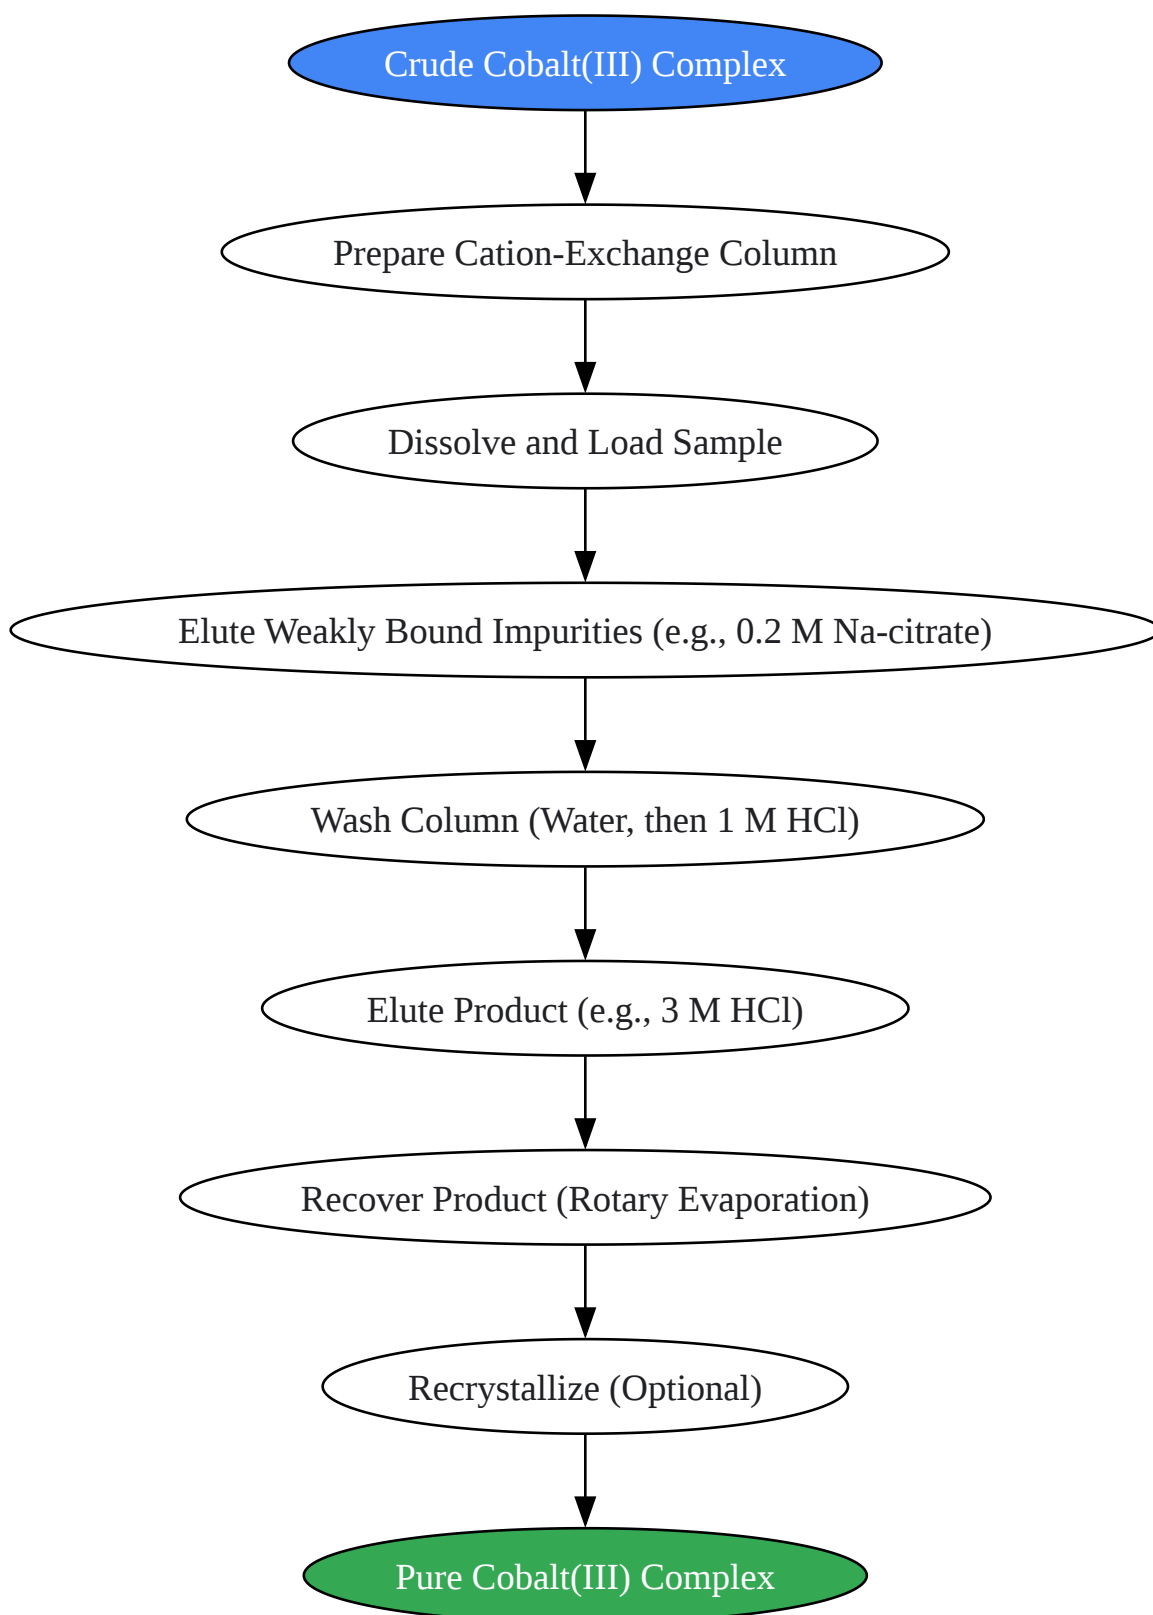 Crude Cobalt(III) Complex
Prepare Cation-Exchange Column
Dissolve and Load Sample
Elute Weakly Bound Impurities (e.g., 0.2 M Na-citrate)
Wash Column (Water, then 1 M HCl)
Elute Product (e.g., 3 M HCl)
Recover Product (Rotary Evaporation)
Recrystallize (Optional)
Pure Cobalt(III) Complex